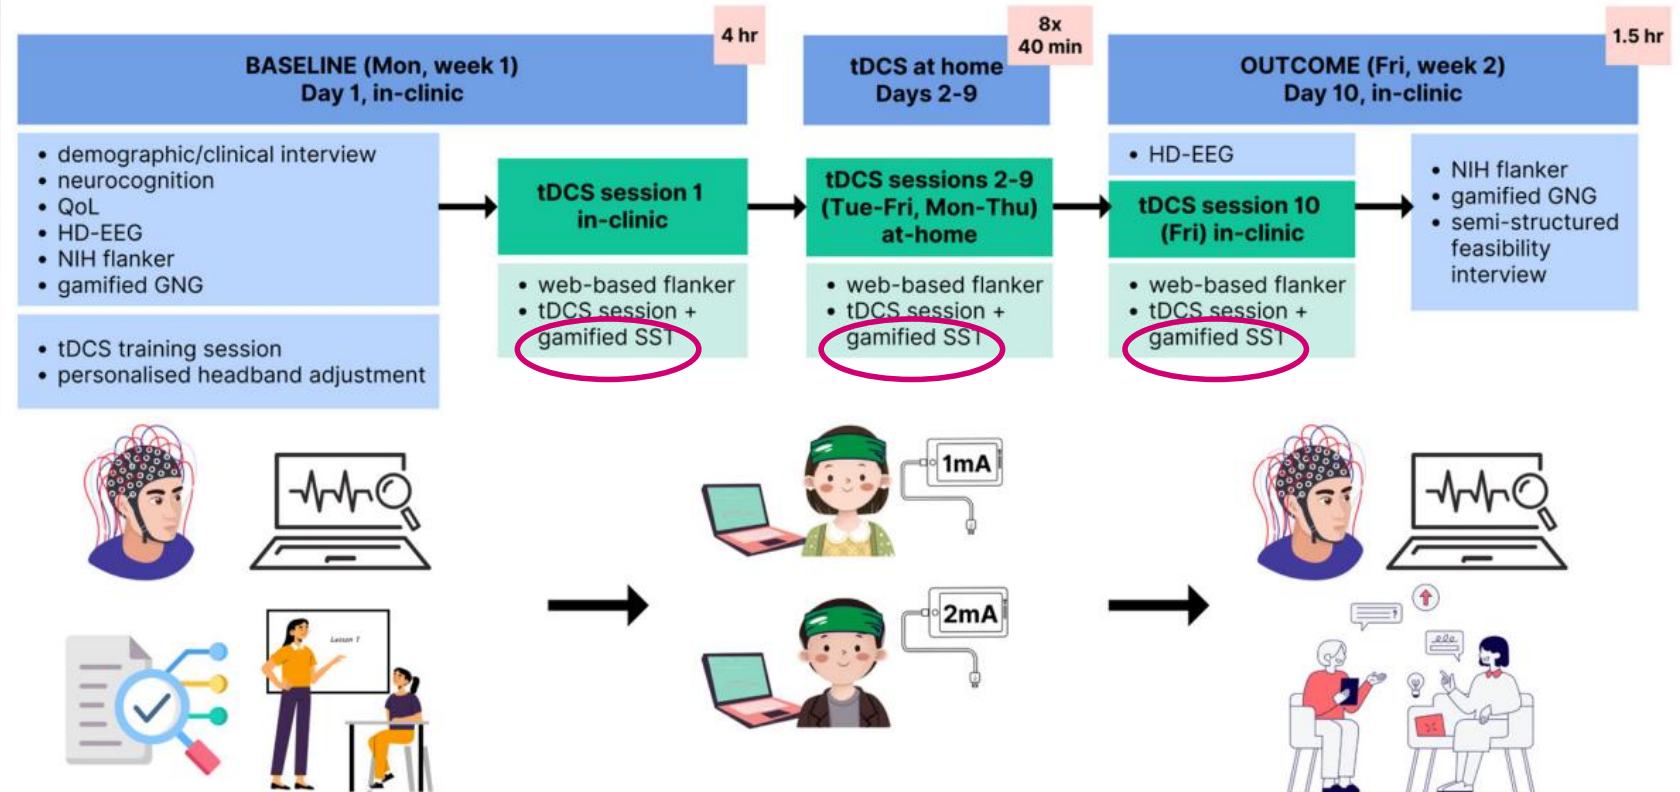 4 hr
BASELINE (Mon, week 1)
Day 1, in-clinic
8x
40 min
tDCS at home
Days 2-9
1.5 hr
OUTCOME (Fri, week 2)
Day 10, in-clinic
• demographic/clinical interview
• neurocognition
• QoL
• HD-EEG
• NIH flanker
• gamified GNG
• tDCS training session
• personalised headband adjustment
tDCS session 1
in-clinic
• web-based flanker
• tDCS session +
gamified SST
tDCS sessions 2-9
(Tue-Fri, Mon-Thu)
at-home
• web-based flanker
• tDCS session +
gamified SST
• HD-EEG
tDCS session 10
(Fri) in-clinic
• web-based flanker
• tDCS session +
gamified SST
• NIH flanker
• gamified GNG
• semi-structured
feasibility
interview
1mA
2mA
Lesson 1
?